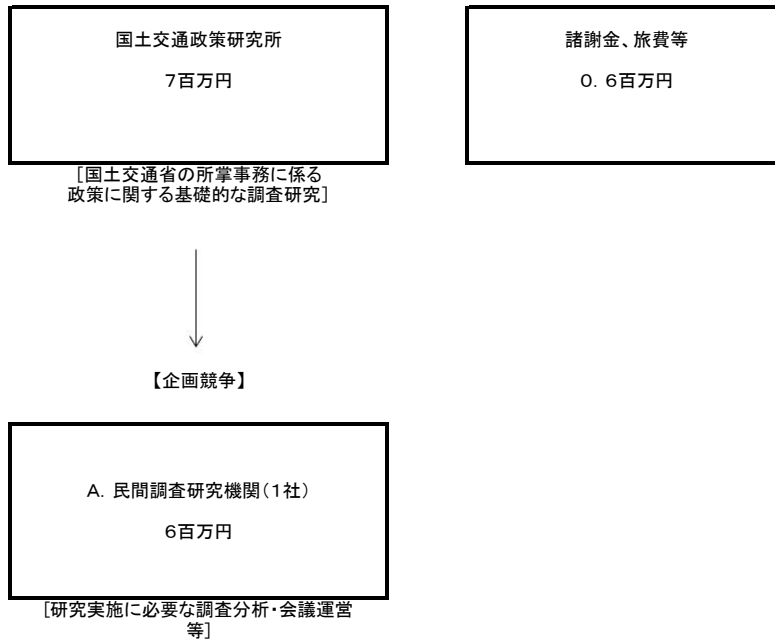 国土交通政策研究所
7百万円
諸謝金、旅費等
0．6百万円
[国土交通省の所掌事務に係る
政策に関する基礎的な調査研究]
【企画競争】
A．民間調査研究機関（1社）
6百万円
[研究実施に必要な調査分析・会議運営
等]